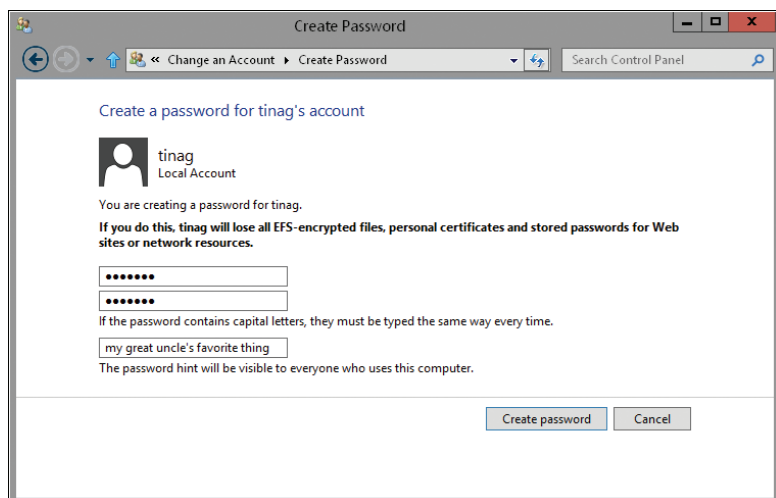 Create Password
« Change an Account ▸ Create Password
Search Control Panel
Create a password for tinag's account
tinag
Local Account
You are creating a password for tinag.
If you do this, tinag will lose all EFS-encrypted files, personal certificates and stored passwords for Web
sites or network resources.
•••••••
•••••••
If the password contains capital letters, they must be typed the same way every time.
my great uncle's favorite thing
The password hint will be visible to everyone who uses this computer.
Create password
Cancel